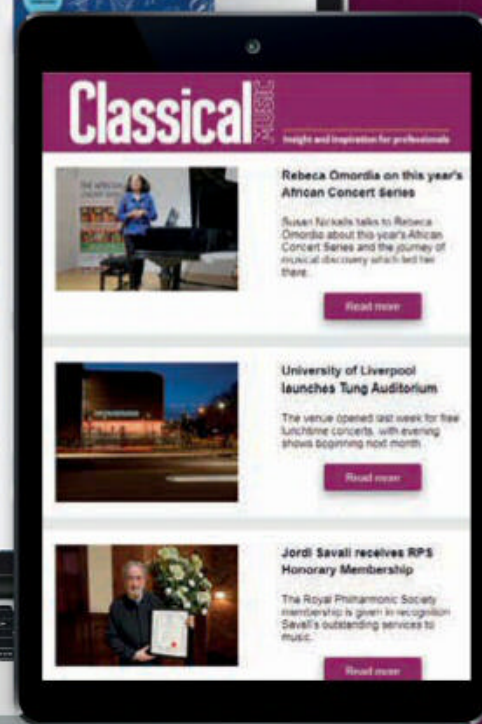 Classical
MUSIC
Insight and inspiration for professionals
Rebeca Omordia on this year's
African Concert Series
Susan Nickalls talks to Rebeca
Omordia about this year's African
Concert Series and the journey of
musical discovery which led her
there.
Read more
University of Liverpool
launches Tung Auditorium
The venue opened last week for free
lunchtime concerts, with evening
shows beginning next month.
Read more
Jordi Savall receives RPS
Honorary Membership
The Royal Philharmonic Society
membership is given in recognition
Savall's outstanding services to
music.
Read more